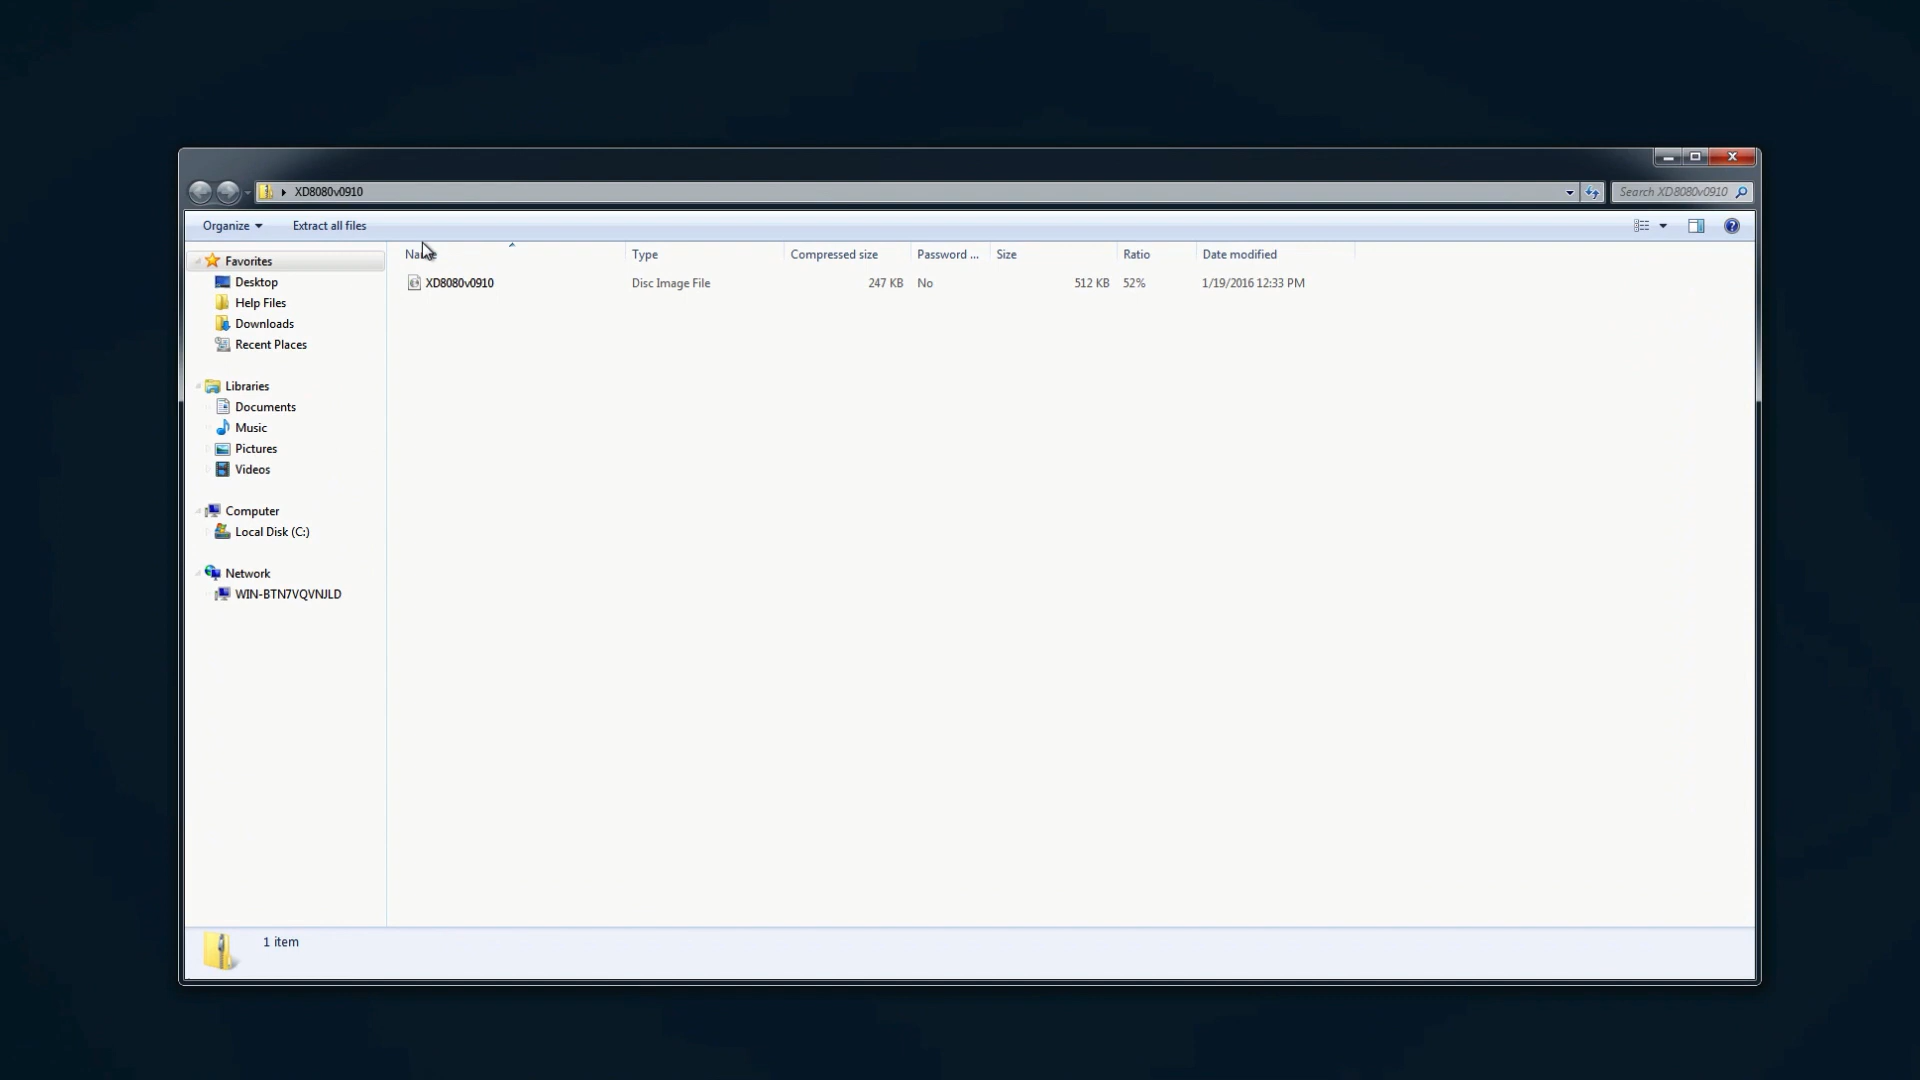 XD8080v0910
Search XD8080v0910
Organize
Extract all files
Name Type Compressed size Password ... Size Ratio Date modified
XD8080v0910 Disc Image File 247 KB No 512 KB 52% 1/19/2016 12:33 PM
Favorites
Desktop
Help Files
Downloads
Recent Places
Libraries
Documents
Music
Pictures
Videos
Computer
Local Disk (C:)
Network
WIN-BTN7VQVNJLD
1 item